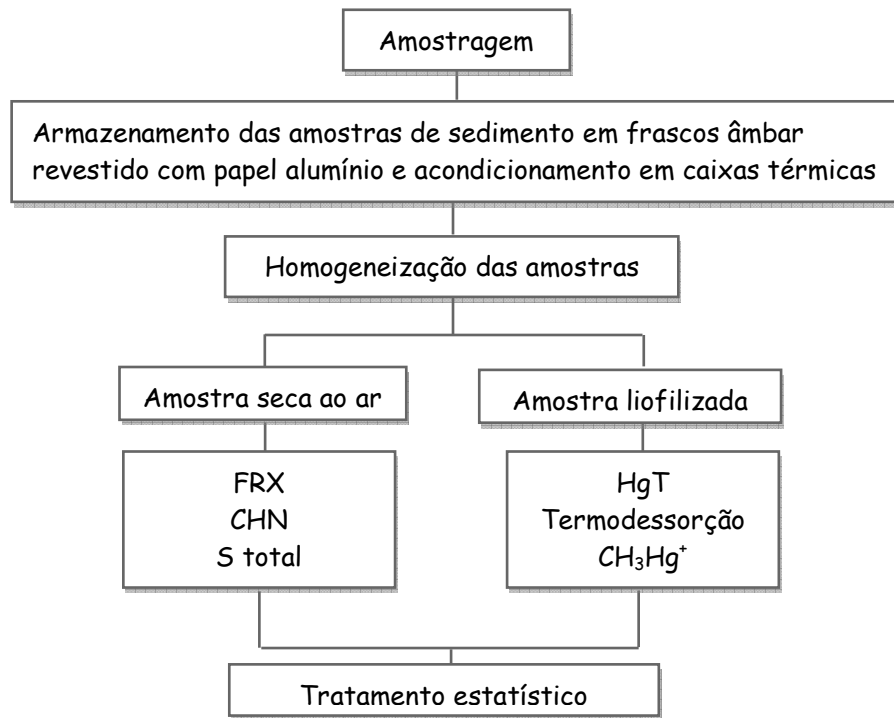 Amostragem
Armazenamento das amostras de sedimento em frascos âmbar
revestido com papel alumínio e acondicionamento em caixas térmicas
Homogeneização das amostras
Amostra seca ao ar
FRX
CHN
S total
Amostra liofilizada
HgT
Termodessorção
CH₃Hg⁺
Tratamento estatístico